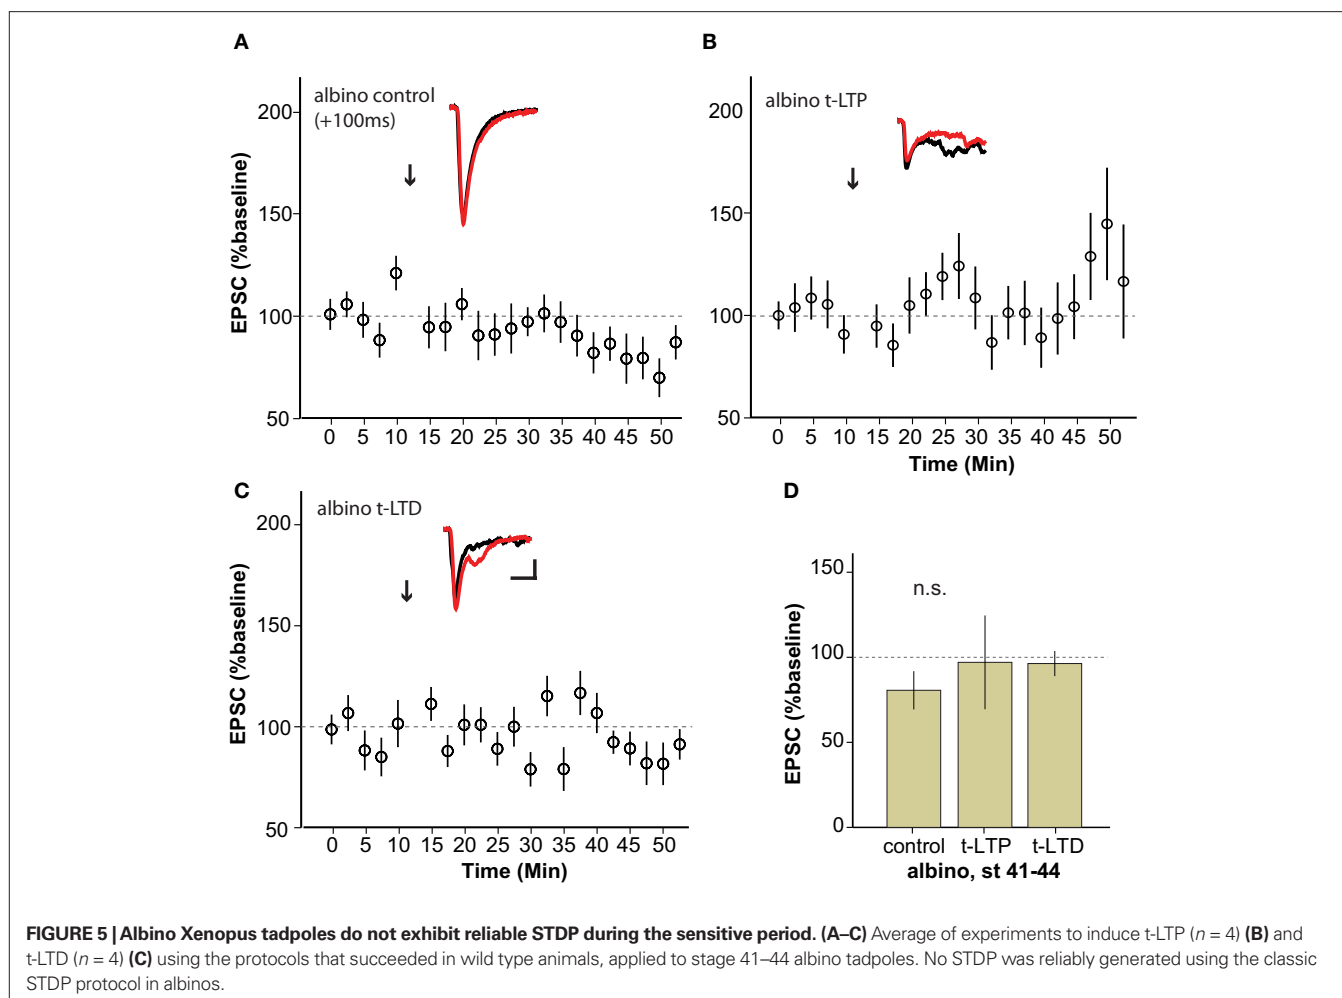 A
albino control
(+100ms)
200
150
100
50
EPSC (%baseline)
0 5 10 15 20 25 30 35 40 45 50
B
albino t-LTP
200
150
100
50
0 5 10 15 20 25 30 35 40 45 50
Time (Min)
C
albino t-LTD
200
150
100
50
EPSC (%baseline)
0 5 10 15 20 25 30 35 40 45 50
Time (Min)
D
n.s.
150
100
50
0
EPSC (%baseline)
control t-LTP t-LTD
albino, st 41-44
FIGURE 5 | Albino Xenopus tadpoles do not exhibit reliable STDP during the sensitive period. (A–C) Average of experiments to induce t-LTP (n = 4) (B) and
t-LTD (n = 4) (C) using the protocols that succeeded in wild type animals, applied to stage 41–44 albino tadpoles. No STDP was reliably generated using the classic
STDP protocol in albinos.